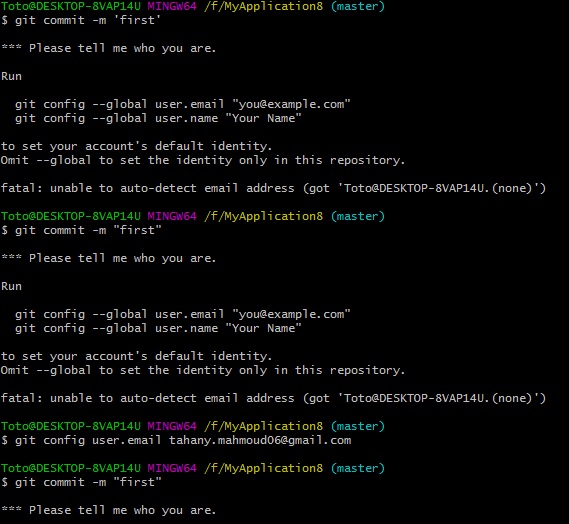 Toto@DESKTOP-8VAP14U MINGW64 /f/MyApplication8 (master)
$ git commit -m 'first'
*** Please tell me who you are.
Run
  git config --global user.email "you@example.com"
  git config --global user.name "Your Name"
to set your account's default identity.
Omit --global to set the identity only in this repository.
fatal: unable to auto-detect email address (got 'Toto@DESKTOP-8VAP14U.(none)')
Toto@DESKTOP-8VAP14U MINGW64 /f/MyApplication8 (master)
$ git commit -m "first"
*** Please tell me who you are.
Run
  git config --global user.email "you@example.com"
  git config --global user.name "Your Name"
to set your account's default identity.
Omit --global to set the identity only in this repository.
fatal: unable to auto-detect email address (got 'Toto@DESKTOP-8VAP14U.(none)')
Toto@DESKTOP-8VAP14U MINGW64 /f/MyApplication8 (master)
$ git config user.email tahany.mahmoud06@gmail.com
Toto@DESKTOP-8VAP14U MINGW64 /f/MyApplication8 (master)
$ git commit -m "first"
*** Please tell me who you are.